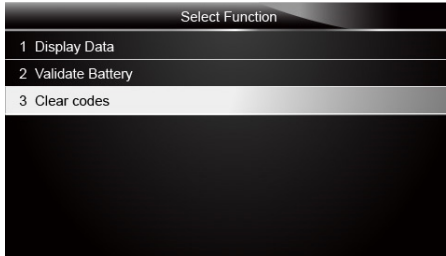 Select Function
1 Display Data
2 Validate Battery
3 Clear codes